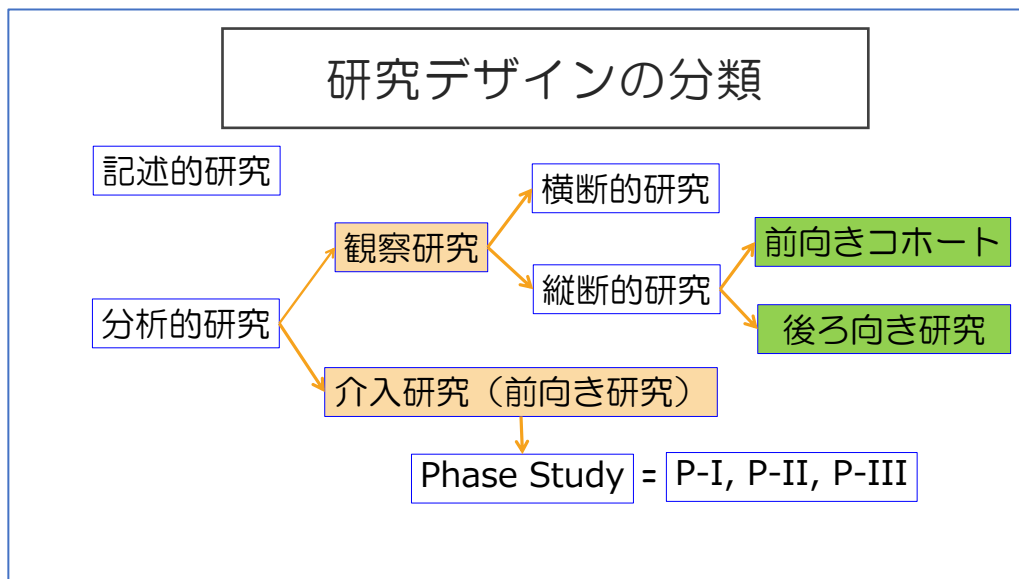 研究デザインの分類
記述的研究
横断的研究
観察研究
前向きコホート
縦断的研究
分析的研究
後ろ向き研究
介入研究（前向き研究）
Phase Study = P-I, P-II, P-III